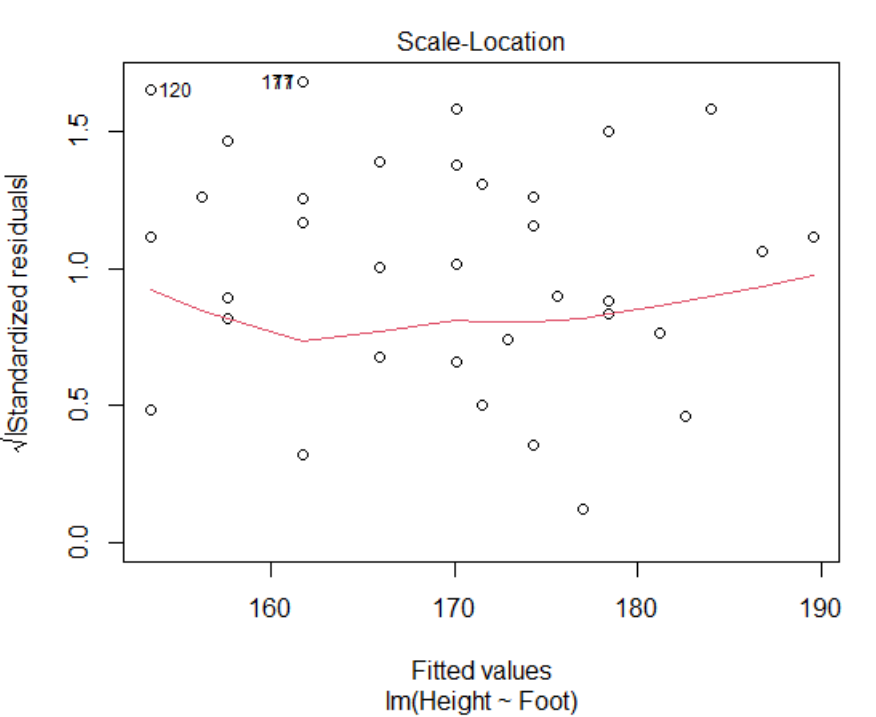 Scale-Location
120
√|Standardized residuals|
1.5
1.0
0.5
0.0
160 170 180 190
Fitted values
lm(Height ~ Foot)